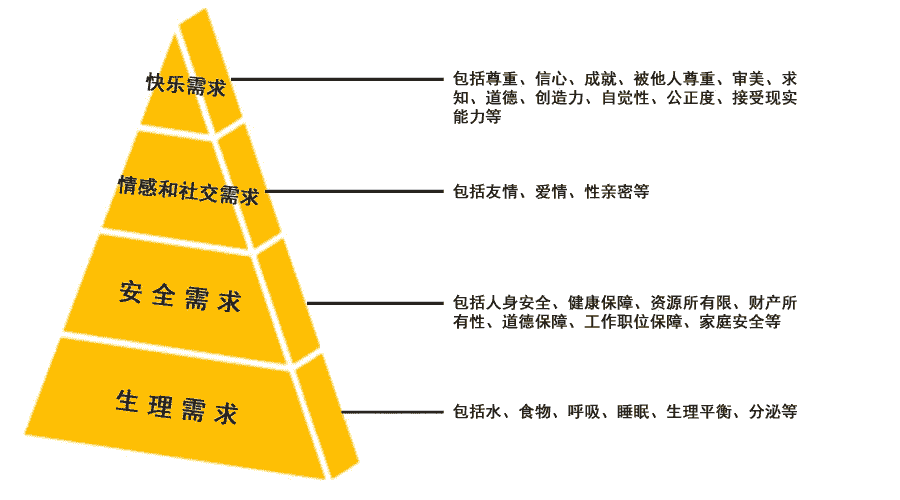 快乐需求
包括尊重、信心、成就、被他人尊重、审美、求
知、道德、创造力、自觉性、公正度、接受现实
能力等
情感和社交需求
包括友情、爱情、性亲密等
安全需求
包括人身安全、健康保障、资源所有限、财产所
有性、道德保障、工作职位保障、家庭安全等
生理需求
包括水、食物、呼吸、睡眠、生理平衡、分泌等